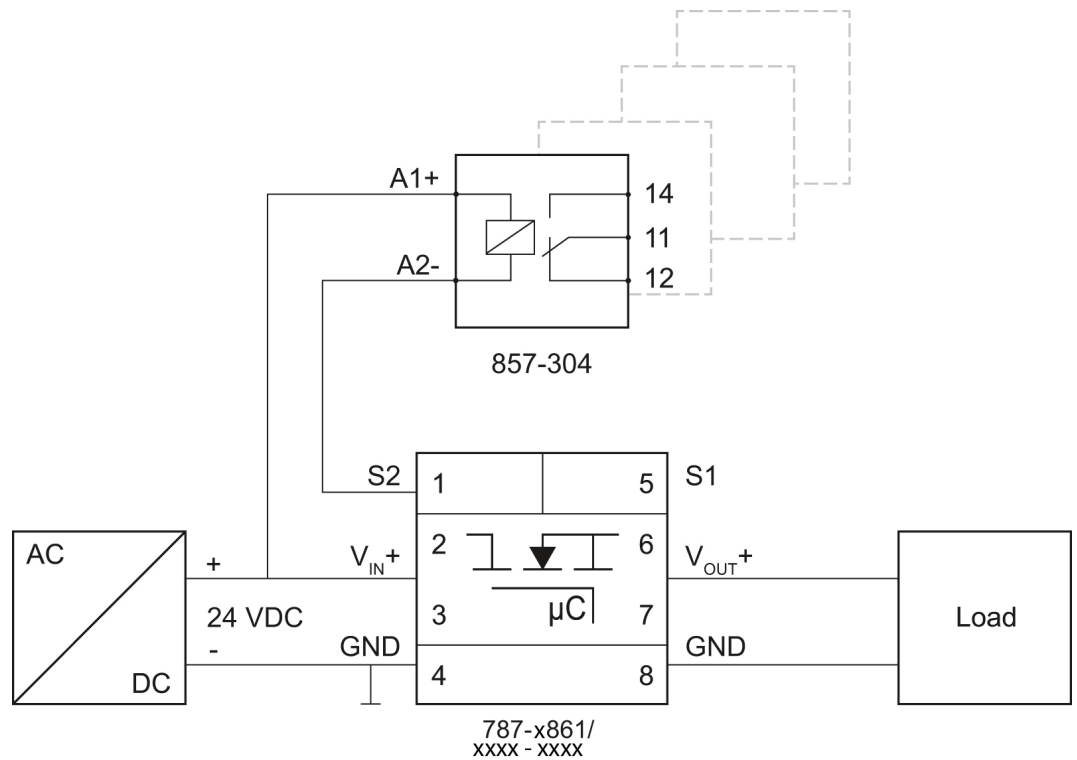 A1+
14
11
A2-
12
857-304
S2
1
5
S1
AC
+
VIN+
2
6
VOUT+
24 VDC
3
µC
7
Load
-
GND
GND
DC
4
8
787-x861/
xxxx - xxxx